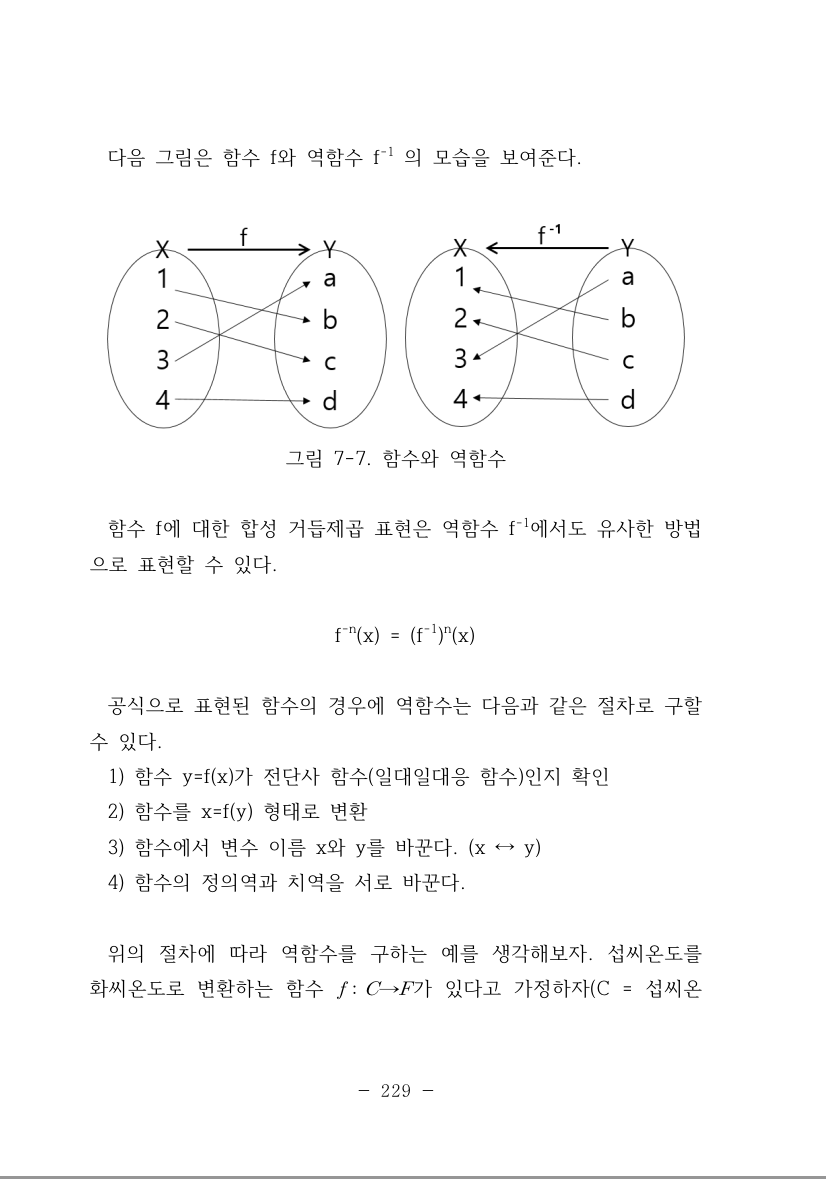 다음 그림은 함수 f와 역함수 f⁻¹ 의 모습을 보여준다.
X f Y
1 a
2 b
3 c
4 d
X f⁻¹ Y
1 a
2 b
3 c
4 d
그림 7-7. 함수와 역함수
함수 f에 대한 합성 거듭제곱 표현은 역함수 f⁻¹에서도 유사한 방법
으로 표현할 수 있다.
f⁻ⁿ(x) = (f⁻¹)ⁿ(x)
공식으로 표현된 함수의 경우에 역함수는 다음과 같은 절차로 구할
수 있다.
1) 함수 y=f(x)가 전단사 함수(일대일대응 함수)인지 확인
2) 함수를 x=f(y) 형태로 변환
3) 함수에서 변수 이름 x와 y를 바꾼다. (x ↔ y)
4) 함수의 정의역과 치역을 서로 바꾼다.
위의 절차에 따라 역함수를 구하는 예를 생각해보자. 섭씨온도를
화씨온도로 변환하는 함수 f : C→F가 있다고 가정하자(C = 섭씨온
- 229 -